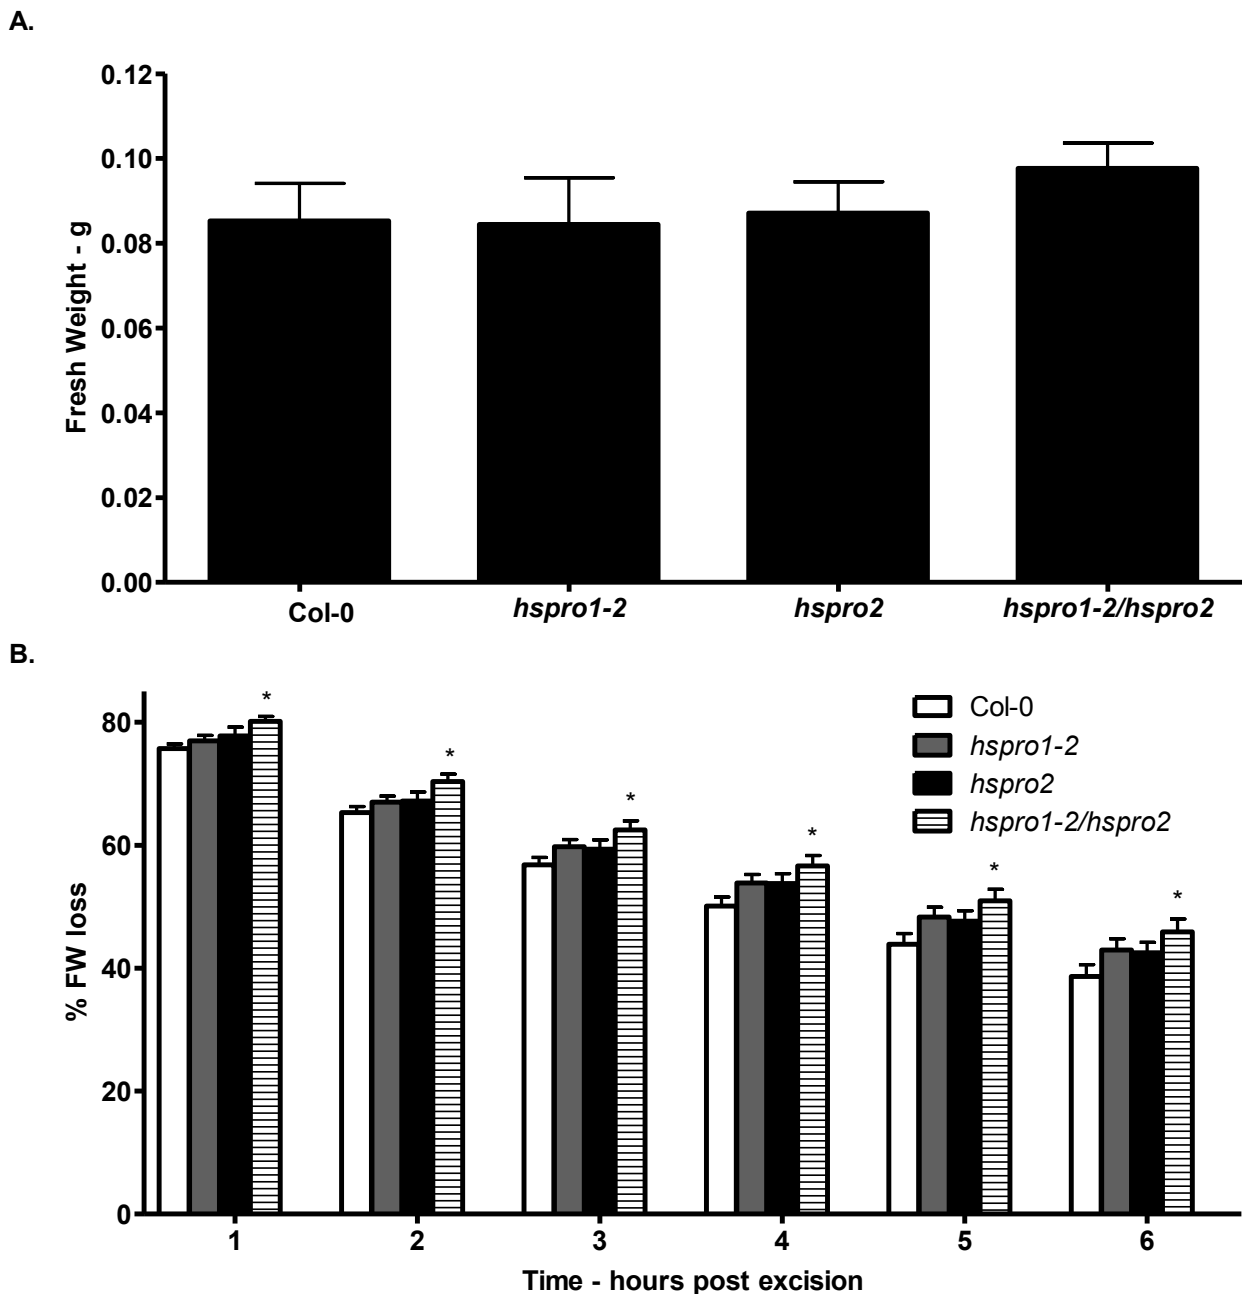 A.
0.12
0.10
0.08
0.06
0.04
0.02
0.00
Fresh Weight - g
Col-0 hspro1-2 hspro2 hspro1-2/hspro2
B.
80
60
40
20
0
% FW loss
* * * * * *
Col-0
hspro1-2
hspro2
hspro1-2/hspro2
1 2 3 4 5 6
Time - hours post excision